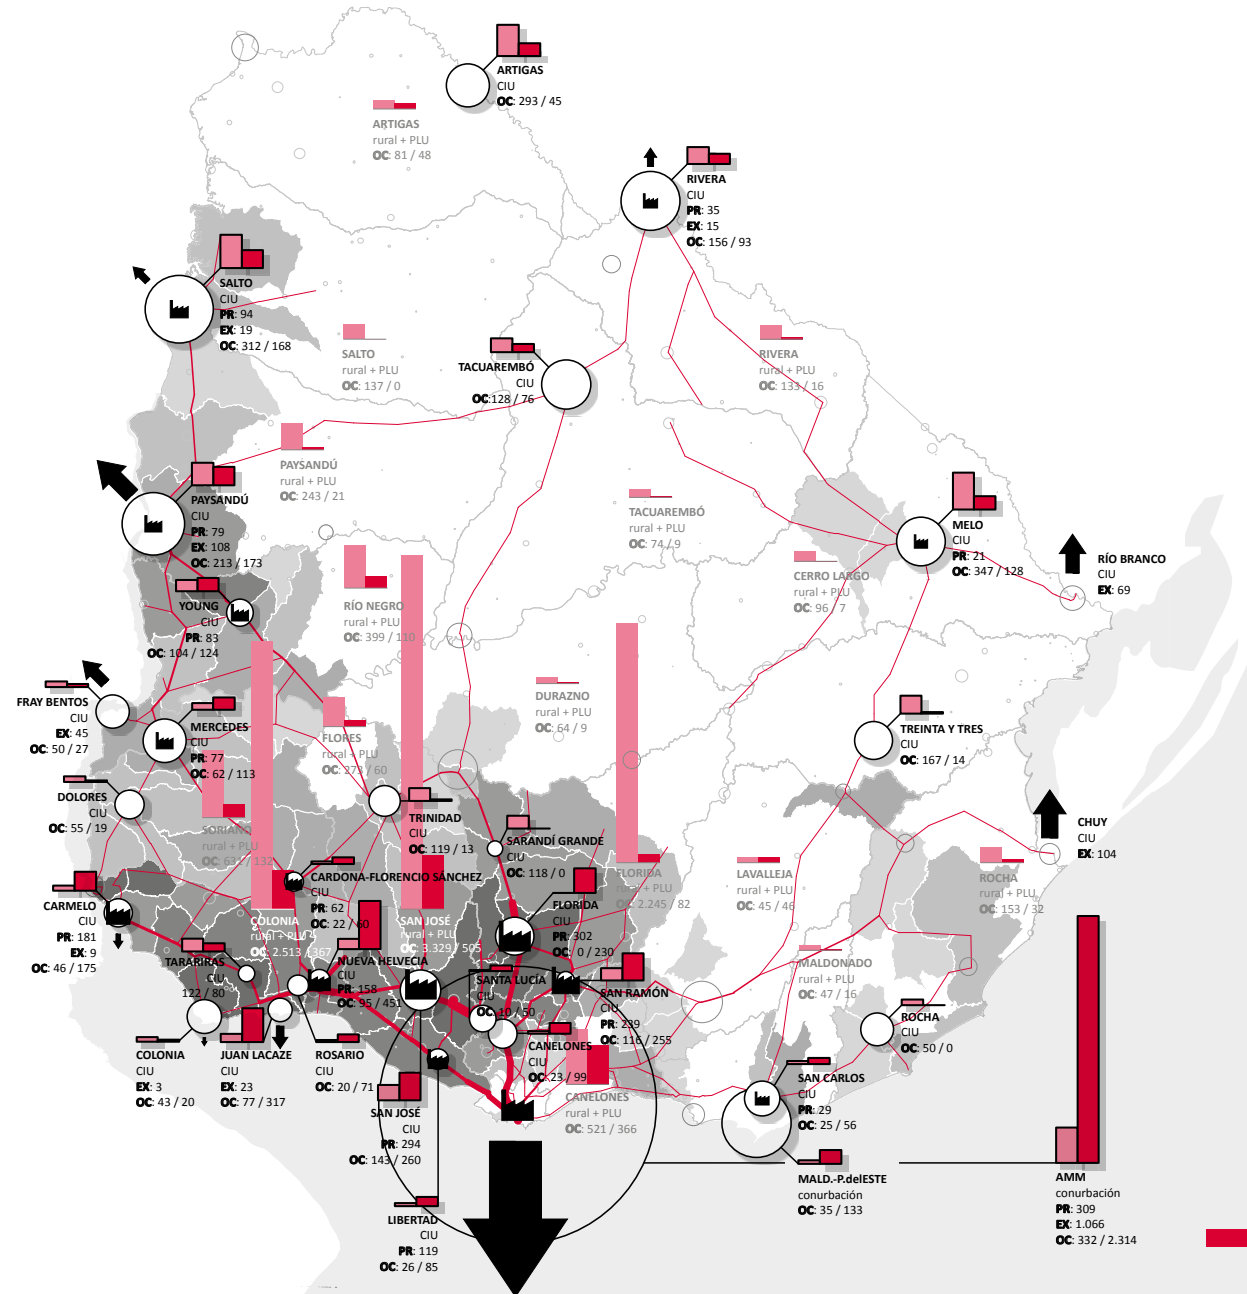 ARTIGAS
CIU
OC: 293 / 45
ARTIGAS
rural + PLU
OC: 81 / 48
RIVERA
CIU
PR: 35
EX: 15
OC: 156 / 93
SALTO
CIU
PR: 94
EX: 19
OC: 312 / 168
SALTO
rural + PLU
OC: 137 / 0
TACUAREMBÓ
CIU
OC:128 / 76
RIVERA
rural + PLU
OC: 133 / 16
PAYSANDÚ
rural + PLU
OC: 243 / 21
PAYSANDÚ
CIU
PR: 79
EX: 108
OC: 213 / 173
TACUAREMBÓ
rural + PLU
OC: 74 / 9
MELO
CIU
PR: 21
OC: 347 / 128
RÍO BRANCO
CIU
EX: 69
CERRO LARGO
rural + PLU
OC: 96 / 7
YOUNG
CIU
PR: 83
OC: 104 / 124
RÍO NEGRO
rural + PLU
OC: 399 / 110
FRAY BENTOS
CIU
EX: 45
OC: 50 / 27
MERCEDES
CIU
PR: 77
OC: 62 / 113
FLORES
rural + PLU
OC: 273 / 60
DURAZNO
rural + PLU
OC: 64 / 9
TREINTA Y TRES
CIU
OC: 167 / 14
DOLORES
CIU
OC: 55 / 19
SORIANO
rural + PLU
OC: 631 / 132
TRINIDAD
CIU
OC: 119 / 13
SARANDÍ GRANDE
CIU
OC: 118 / 0
CHUY
CIU
EX: 104
FLORIDA
rural + PLU
OC: 2.245 / 82
LAVALLEJA
rural + PLU
OC: 45 / 46
ROCHA
rural + PLU
OC: 153 / 32
CARDONA-FLORENCIO SÁNCHEZ
CIU
PR: 62
OC: 22 / 60
CARMELO
CIU
PR: 181
EX: 9
OC: 46 / 175
COLONIA
rural + PLU
OC: 2.513 / 367
SAN JOSÉ
rural + PLU
OC: 3.329 / 505
FLORIDA
CIU
PR: 302
OC: 0 / 230
TARARIRAS
CIU
122 / 80
NUEVA HELVECIA
CIU
PR: 158
OC: 95 / 451
SANTA LUCÍA
CIU
OC: 10 / 50
SAN RAMÓN
CIU
PR: 239
OC: 116 / 255
MALDONADO
rural + PLU
OC: 47 / 16
ROCHA
CIU
OC: 50 / 0
COLONIA
CIU
EX: 3
OC: 43 / 20
JUAN LACAZE
CIU
EX: 23
OC: 77 / 317
ROSARIO
CIU
OC: 20 / 71
CANELONES
CIU
OC: 23 / 99
CANELONES
rural + PLU
OC: 521 / 366
SAN JOSÉ
CIU
PR: 294
OC: 143 / 260
SAN CARLOS
CIU
PR: 29
OC: 25 / 56
MALD.-P.delESTE
conurbación
OC: 35 / 133
AMM
conurbación
PR: 309
EX: 1.066
OC: 332 / 2.314
LIBERTAD
CIU
PR: 119
OC: 26 / 85